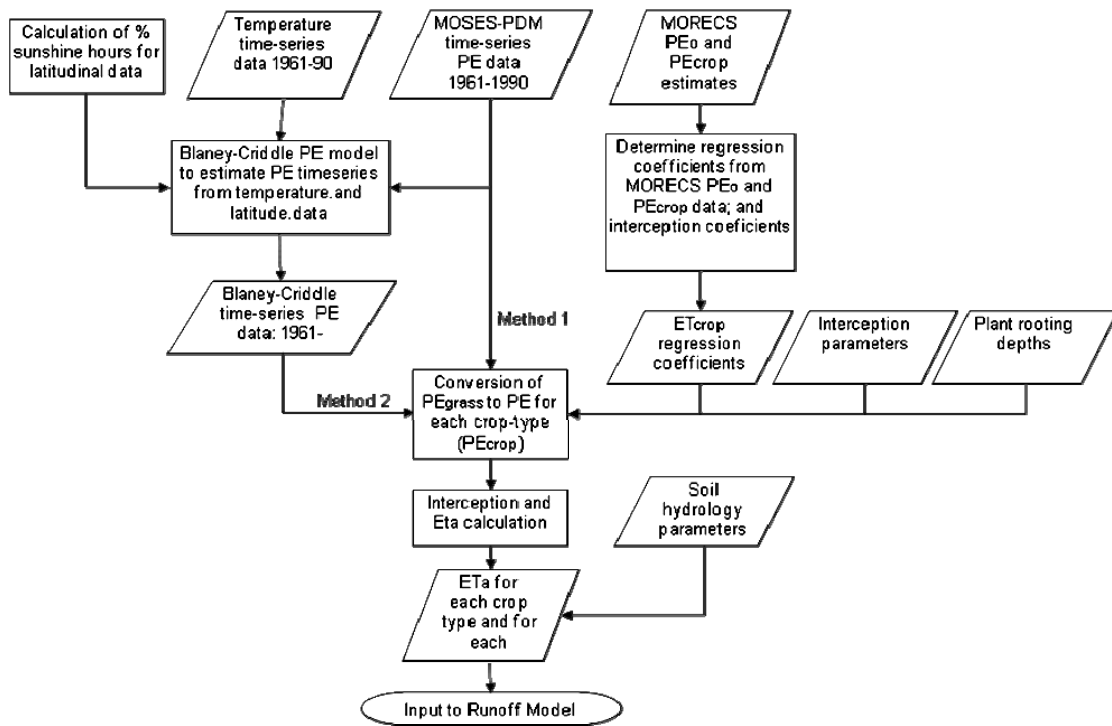 Calculation of %
sunshine hours for
latitudinal data
Temperature
time-series
data 1961-90
MOSES-PDM
time-series
PE data
1961-1990
MORECS
PEo and
PEcrop
estimates
Blaney-Criddle PE model
to estimate PE timeseries
from temperature.and
latitude.data
Determine regression
coefficients from
MORECS PEo and
PEcrop data; and
interception coeficients
Blaney-Criddle
time-series PE
data: 1961-
Method 1
ETcrop
regression
coefficients
Interception
parameters
Plant rooting
depths
Method 2
Conversion of
PEgrass to PE for
each crop-type
(PEcrop)
Interception and
Eta calculation
Soil
hydrology
parameters
ETa for
each crop
type and for
each
Input to Runoff Model